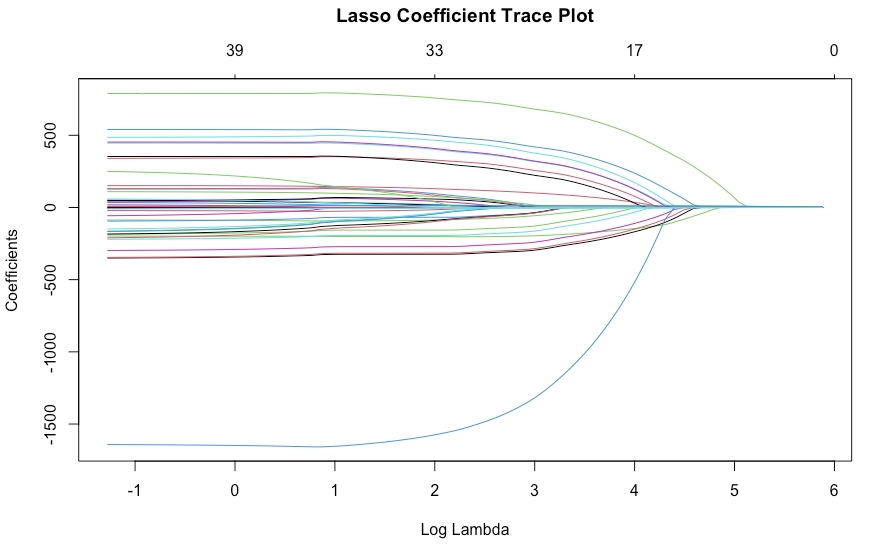 Lasso Coefficient Trace Plot
39 33 17 0
Coefficients
500
0
-500
-1000
-1500
-1 0 1 2 3 4 5 6
Log Lambda